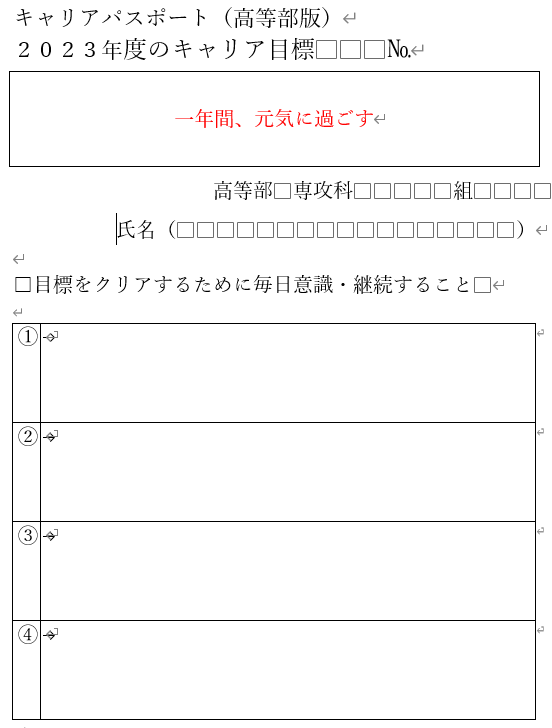 キャリアパスポート（高等部版）
２０２３年度のキャリア目標□□□№
一年間、元気に過ごす
高等部□専攻科□□□□□組□□□□
氏名（□□□□□□□□□□□□□□□□□）
□目標をクリアするために毎日意識・継続すること□
①
②
③
④